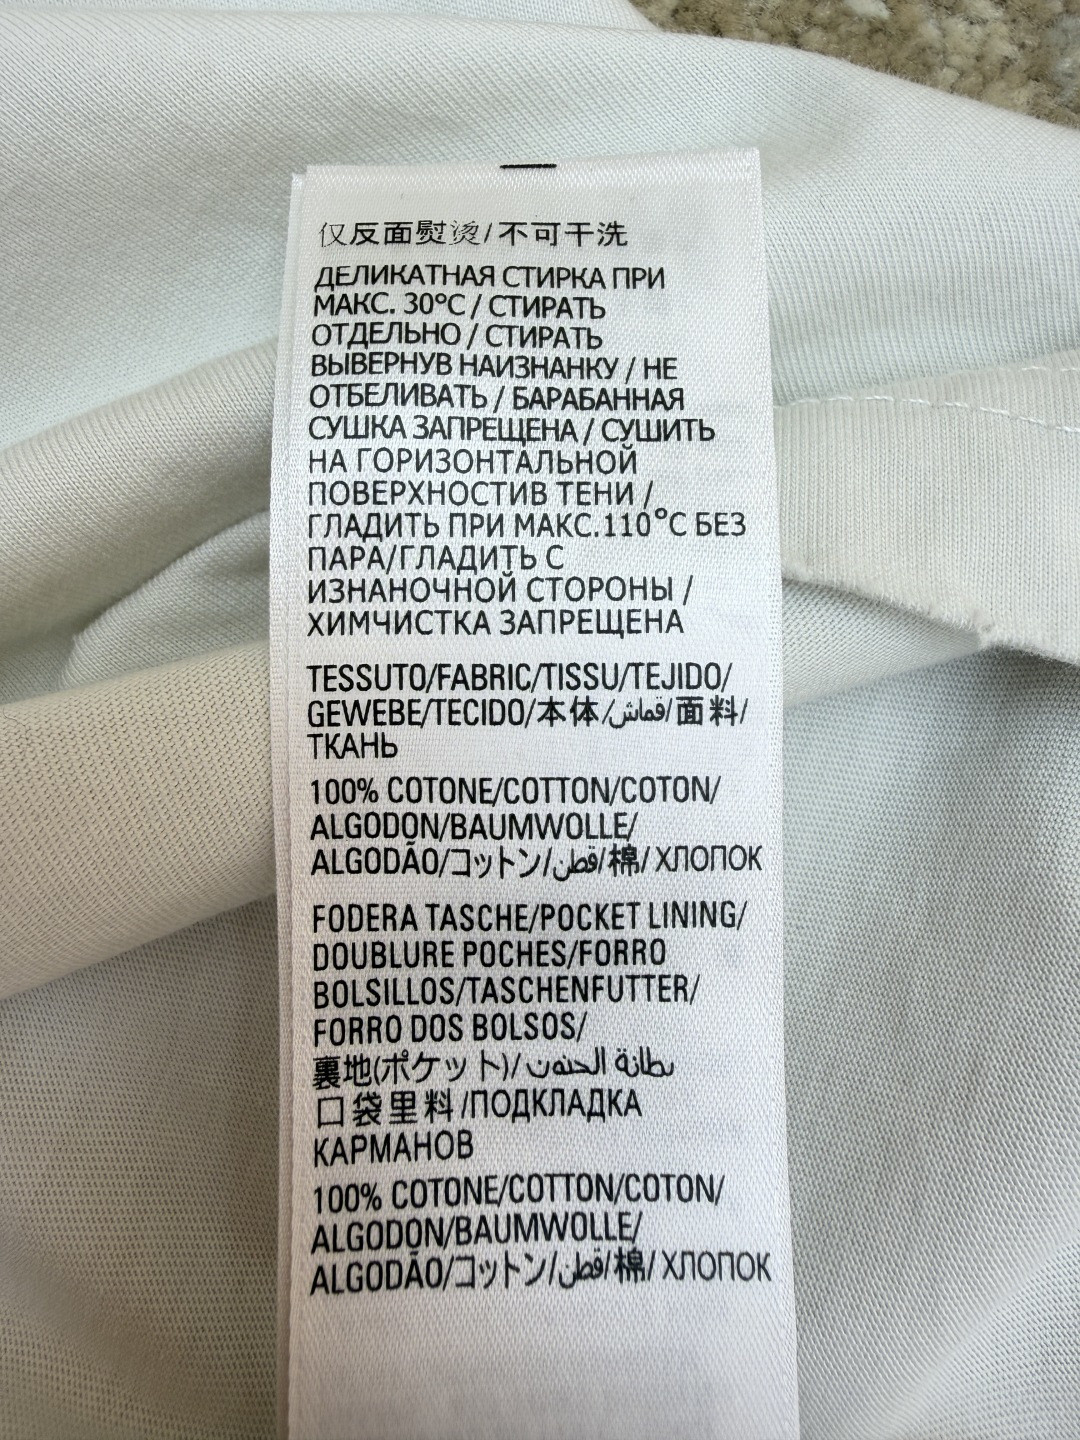 仅反面熨烫/不可干洗
ДЕЛИКАТНАЯ СТИРКА ПРИ
МАКС. 30°C / СТИРАТЬ
ОТДЕЛЬНО / СТИРАТЬ
ВЫВЕРНУВ НАИЗНАНКУ / НЕ
ОТБЕЛИВАТЬ / БАРАБАННАЯ
СУШКА ЗАПРЕЩЕНА / СУШИТЬ
НА ГОРИЗОНТАЛЬНОЙ
ПОВЕРХНОСТИВ ТЕНИ /
ГЛАДИТЬ ПРИ МАКС.110°C БЕЗ
ПАРА/ГЛАДИТЬ С
ИЗНАНОЧНОЙ СТОРОНЫ /
ХИМЧИСТКА ЗАПРЕЩЕНА
TESSUTO/FABRIC/TISSU/TEJIDO/
GEWEBE/TECIDO/本体/قماش/面料/
ТКАНЬ
100% COTONE/COTTON/COTON/
ALGODON/BAUMWOLLE/
ALGODÃO/コットン/قطن/棉/ ХЛОПОК
FODERA TASCHE/POCKET LINING/
DOUBLURE POCHES/FORRO
BOLSILLOS/TASCHENFUTTER/
FORRO DOS BOLSOS/
裏地(ポケット)/ بطانة
口袋里料/ПОДКЛАДКА
КАРМАНОВ
100% COTONE/COTTON/COTON/
ALGODON/BAUMWOLLE/
ALGODÃO/コットン/قطن/棉/ ХЛОПОК